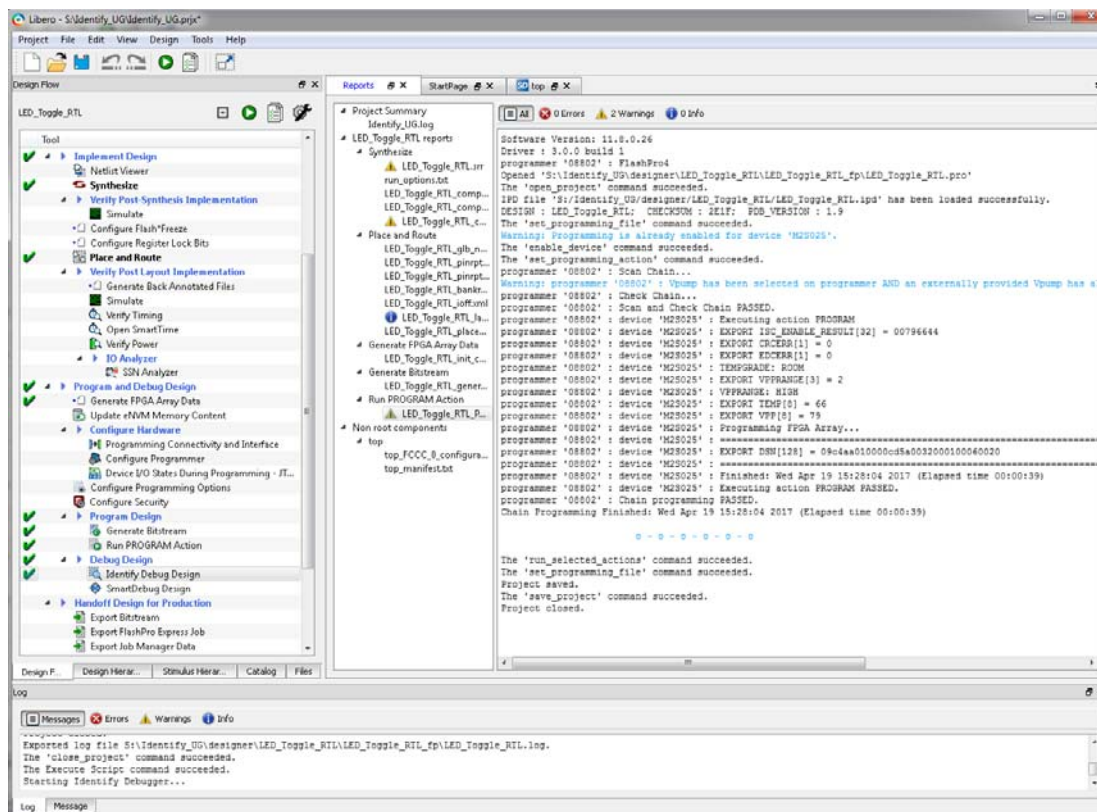 Libero - S:\Identify_UG\Identify_UG.prjx*
Project File Edit View Design Tools Help
Design Flow
LED_Toggle_RTL
Tool
Implement Design
Netlist Viewer
Synthesize
Verify Post-Synthesis Implementation
Simulate
Configure Flash*Freeze
Configure Register Lock Bits
Place and Route
Verify Post Layout Implementation
Generate Back Annotated Files
Simulate
Verify Timing
Open SmartTime
Verify Power
IO Analyzer
SSN Analyzer
Program and Debug Design
Generate FPGA Array Data
Update eNVM Memory Content
Configure Hardware
Programming Connectivity and Interface
Configure Programmer
Device I/O States During Programming - JT...
Configure Programming Options
Configure Security
Program Design
Generate Bitstream
Run PROGRAM Action
Debug Design
Identify Debug Design
SmartDebug Design
Handoff Design for Production
Export Bitstream
Export FlashPro Express Job
Export Job Manager Data
Design F... Design Hierar... Stimulus Hierar... Catalog Files
Reports StartPage top
Project Summary
Identify_UG.log
LED_Toggle_RTL reports
Synthesize
LED_Toggle_RTL.srr
run_options.txt
LED_Toggle_RTL_comp...
LED_Toggle_RTL_comp...
LED_Toggle_RTL_c...
Place and Route
LED_Toggle_RTL_glb_n...
LED_Toggle_RTL_pinrpt...
LED_Toggle_RTL_pinrpt...
LED_Toggle_RTL_bankr...
LED_Toggle_RTL_ioff.xml
LED_Toggle_RTL_la...
LED_Toggle_RTL_place...
Generate FPGA Array Data
LED_Toggle_RTL_init_c...
Generate Bitstream
LED_Toggle_RTL_gener...
Run PROGRAM Action
LED_Toggle_RTL_P...
Non root components
top
top_FCCC_0_configura...
top_manifest.txt
All 0 Errors 2 Warnings 0 Info
Software Version: 11.8.0.26
Driver : 3.0.0 build 1
programmer '08802' : FlashPro4
Opened 'S:\Identify_UG\designer\LED_Toggle_RTL\LED_Toggle_RTL_fp\LED_Toggle_RTL.pro'
The 'open_project' command succeeded.
IPD file 'S:/Identify_UG/designer/LED_Toggle_RTL/LED_Toggle_RTL.ipd' has been loaded successfully.
DESIGN : LED_Toggle_RTL; CHECKSUM : 2E1F; PDB_VERSION : 1.9
The 'set_programming_file' command succeeded.
Warning: Programming is already enabled for device 'M2S025'.
The 'enable_device' command succeeded.
The 'set_programming_action' command succeeded.
programmer '08802' : Scan Chain...
Warning: programmer '08802' : Vpump has been selected on programmer AND an externally provided Vpump has al
programmer '08802' : Check Chain...
programmer '08802' : Scan and Check Chain PASSED.
programmer '08802' : device 'M2S025' : Executing action PROGRAM
programmer '08802' : device 'M2S025' : EXPORT ISC_ENABLE_RESULT[32] = 00796644
programmer '08802' : device 'M2S025' : EXPORT CRCERR[1] = 0
programmer '08802' : device 'M2S025' : EXPORT EDCERR[1] = 0
programmer '08802' : device 'M2S025' : TEMPGRADE: ROOM
programmer '08802' : device 'M2S025' : EXPORT VPPRANGE[3] = 2
programmer '08802' : device 'M2S025' : VPPRANGE: HIGH
programmer '08802' : device 'M2S025' : EXPORT TEMP[8] = 66
programmer '08802' : device 'M2S025' : EXPORT VPP[8] = 79
programmer '08802' : device 'M2S025' : Programming FPGA Array...
programmer '08802' : device 'M2S025' : ==================================================
programmer '08802' : device 'M2S025' : EXPORT DSN[128] = 09c4aa010000cd5a0032000100060020
programmer '08802' : device 'M2S025' : ==================================================
programmer '08802' : device 'M2S025' : Finished: Wed Apr 19 15:28:04 2017 (Elapsed time 00:00:39)
programmer '08802' : device 'M2S025' : Executing action PROGRAM PASSED.
programmer '08802' : Chain programming PASSED.
Chain Programming Finished: Wed Apr 19 15:28:04 2017 (Elapsed time 00:00:39)
o - o - o - o - o - o
The 'run_selected_actions' command succeeded.
The 'set_programming_file' command succeeded.
Project saved.
The 'save_project' command succeeded.
Project closed.
Log
Messages Errors Warnings Info
Exported log file S:\Identify_UG\designer\LED_Toggle_RTL\LED_Toggle_RTL_fp\LED_Toggle_RTL.log.
The 'close_project' command succeeded.
The Execute Script command succeeded.
Starting Identify Debugger...
Log Message